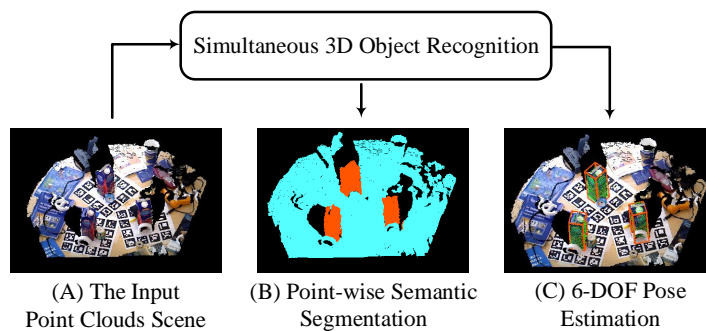 Simultaneous 3D Object Recognition
(A) The Input
Point Clouds Scene
(B) Point-wise Semantic
Segmentation
(C) 6-DOF Pose
Estimation